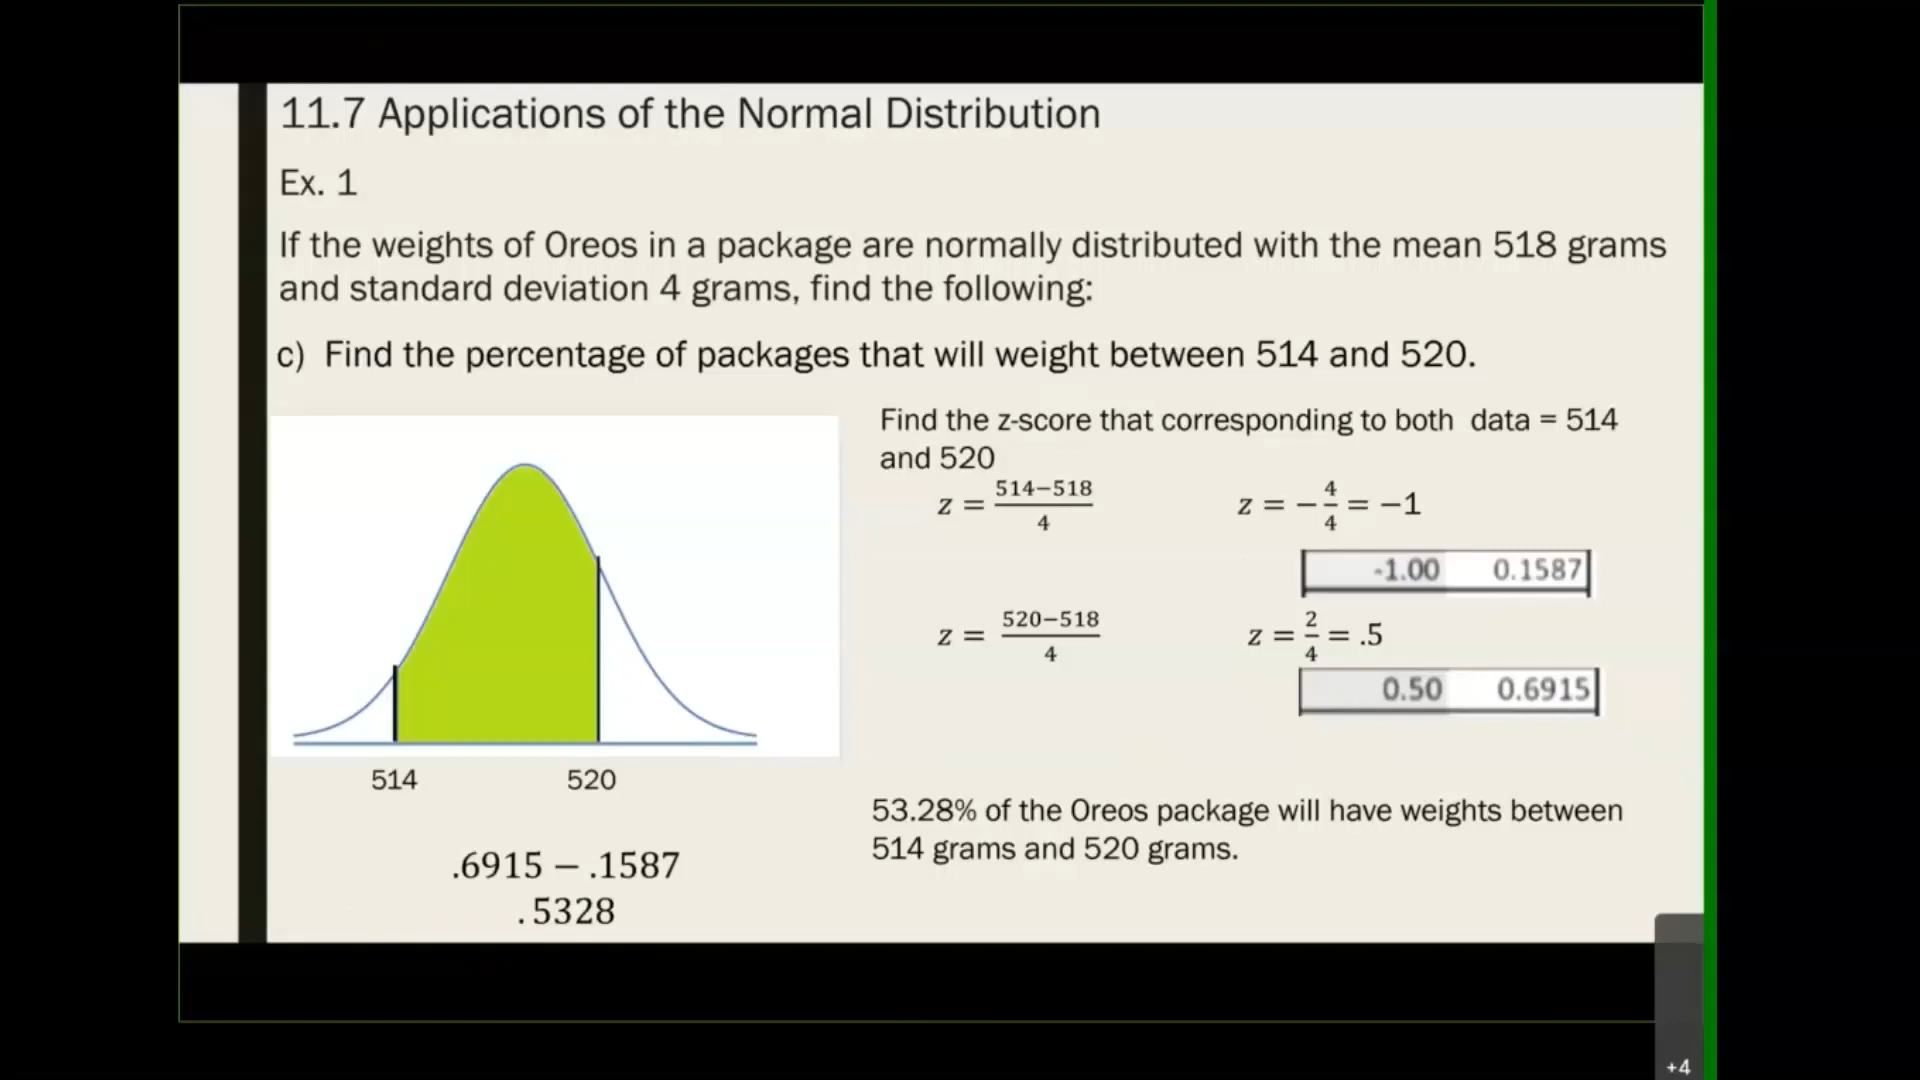 11.7 Applications of the Normal Distribution
Ex. 1
If the weights of Oreos in a package are normally distributed with the mean 518 grams
and standard deviation 4 grams, find the following:
c) Find the percentage of packages that will weight between 514 and 520.
Find the z-score that corresponding to both data = 514
and 520
z = \frac{514−518}{4} z = −\frac{4}{4} = −1
-1.00 0.1587
z = \frac{520−518}{4} z = \frac{2}{4} = .5
0.50 0.6915
514 520
53.28% of the Oreos package will have weights between
514 grams and 520 grams.
.6915 − .1587
.5328
+4